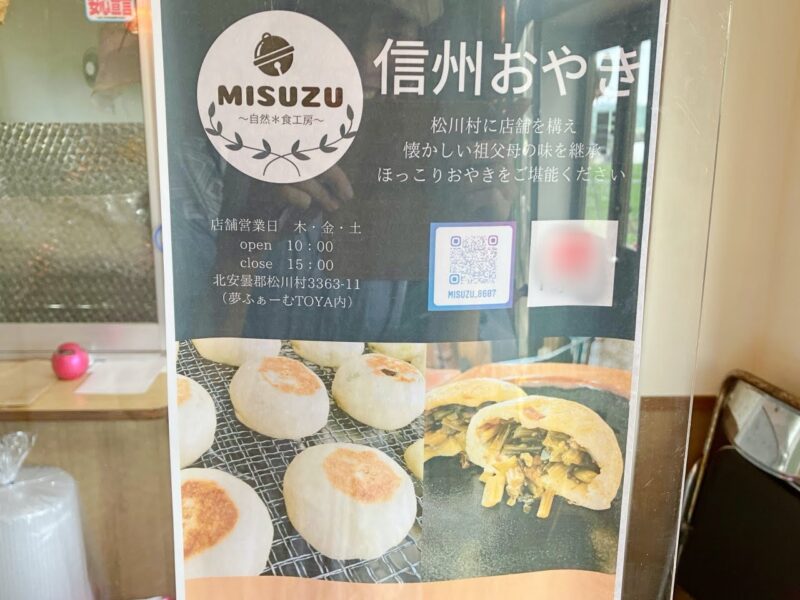 MISUZU
～自然＊食工房～
信州おやき
松川村に店舗を構え
懐かしい祖父母の味を継承
ほっこりおやきをご堪能ください
店舗営業日　木・金・土
open　10：00
close　15：00
北安曇郡松川村3363-11
（夢ふぁーむTOYA内）
MISUZU_8607